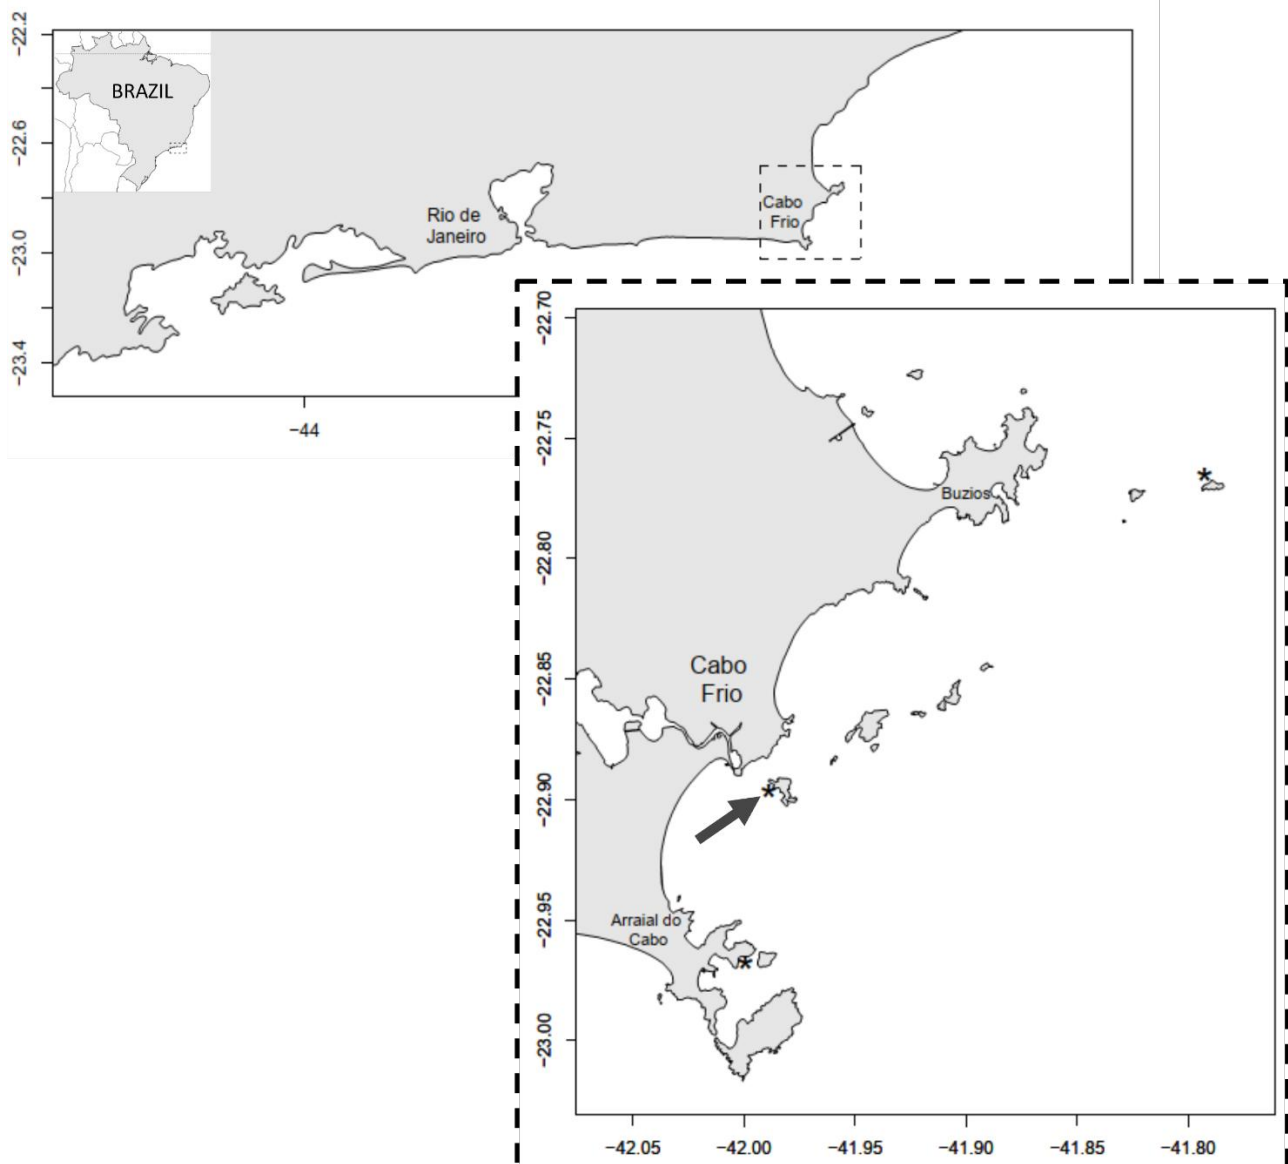 −22.2
−22.6
−23.0
−23.4
BRAZIL
Rio de
Janeiro
Cabo
Frio
−44
−22.70
−22.75
−22.80
−22.85
−22.90
−22.95
−23.00
Buzios
Cabo
Frio
*
*
Arraial do
Cabo
*
−42.05 −42.00 −41.95 −41.90 −41.85 −41.80